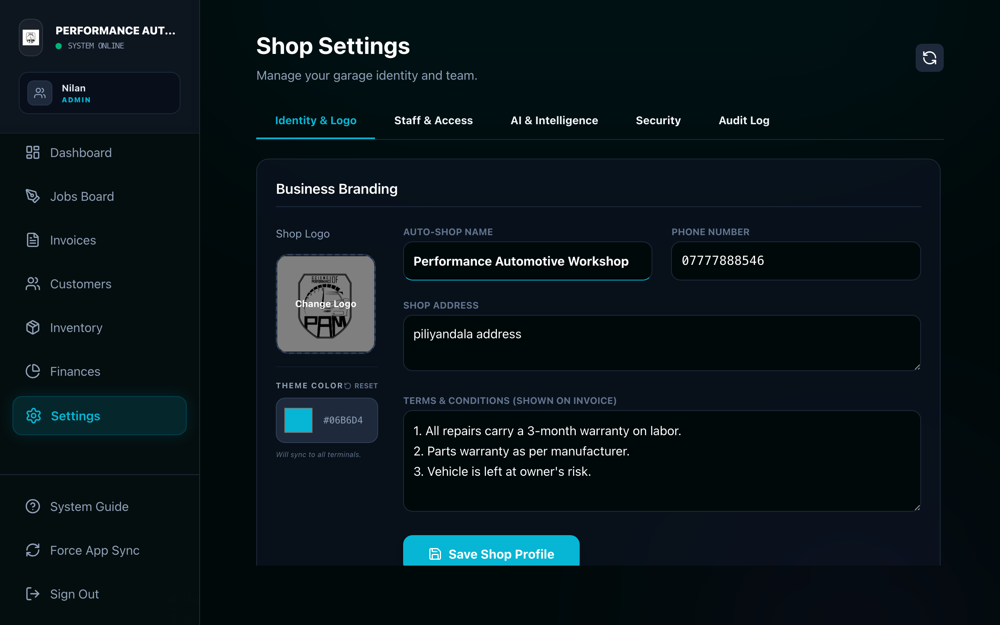 PERFORMANCE AUT...
SYSTEM ONLINE
Nilan
ADMIN
Dashboard
Jobs Board
Invoices
Customers
Inventory
Finances
Settings
System Guide
Force App Sync
Sign Out
Shop Settings
Manage your garage identity and team.
Identity & Logo
Staff & Access
AI & Intelligence
Security
Audit Log
Business Branding
Shop Logo
SCIENCE OF
PERFORMANCE
Change Logo
PAM
THEME COLOR
RESET
#06B6D4
Will sync to all terminals.
AUTO-SHOP NAME
Performance Automotive Workshop
PHONE NUMBER
07777888546
SHOP ADDRESS
piliyandala address
TERMS & CONDITIONS (SHOWN ON INVOICE)
1. All repairs carry a 3-month warranty on labor.
2. Parts warranty as per manufacturer.
3. Vehicle is left at owner's risk.
Save Shop Profile